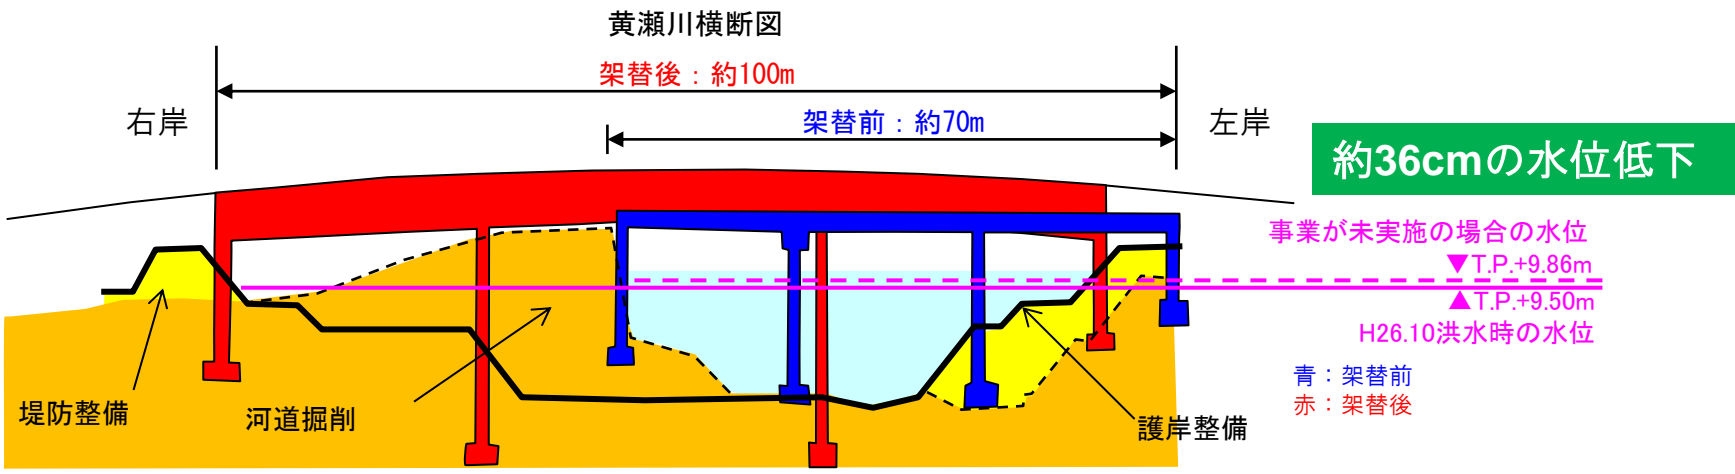 黄瀬川横断図
架替後：約100m
右岸
架替前：約70m
左岸
約36cmの水位低下
事業が未実施の場合の水位
▼T.P.+9.86m
▲T.P.+9.50m
H26.10洪水時の水位
青：架替前
赤：架替後
堤防整備
河道掘削
護岸整備